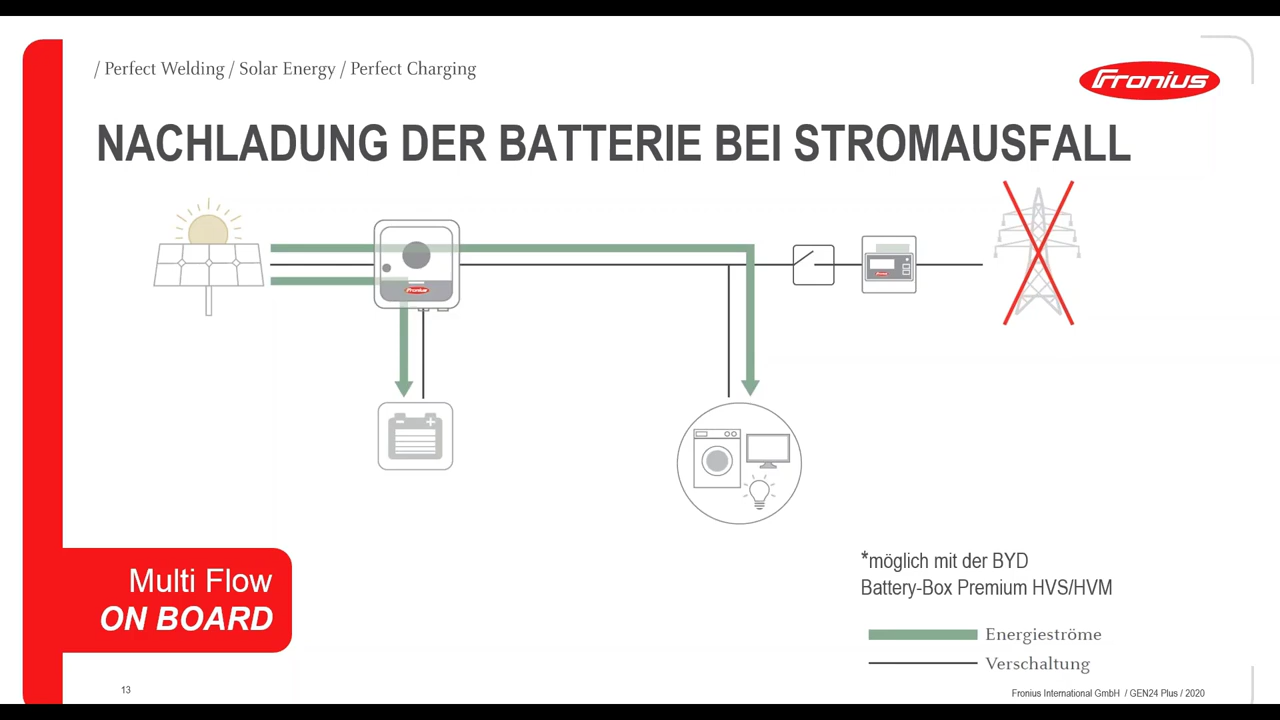 / Perfect Welding / Solar Energy / Perfect Charging
Fronius
NACHLADUNG DER BATTERIE BEI STROMAUSFALL
Fronius
*möglich mit der BYD
Battery-Box Premium HVS/HVM
Multi Flow
ON BOARD
Energieströme
Verschaltung
13
Fronius International GmbH / GEN24 Plus / 2020